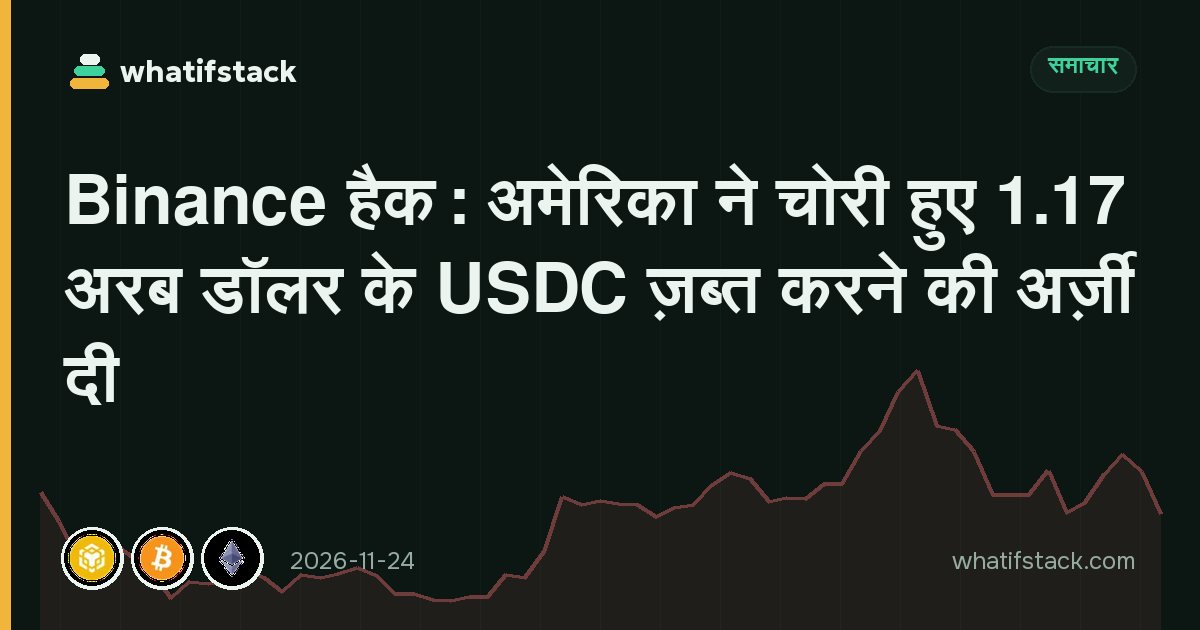 whatifstack
समाचार
Binance हैक : अमेरिका ने चोरी हुए 1.17
अरब डॉलर के USDC ज़ब्त करने की अर्ज़ी
दी
2026-11-24
whatifstack.com